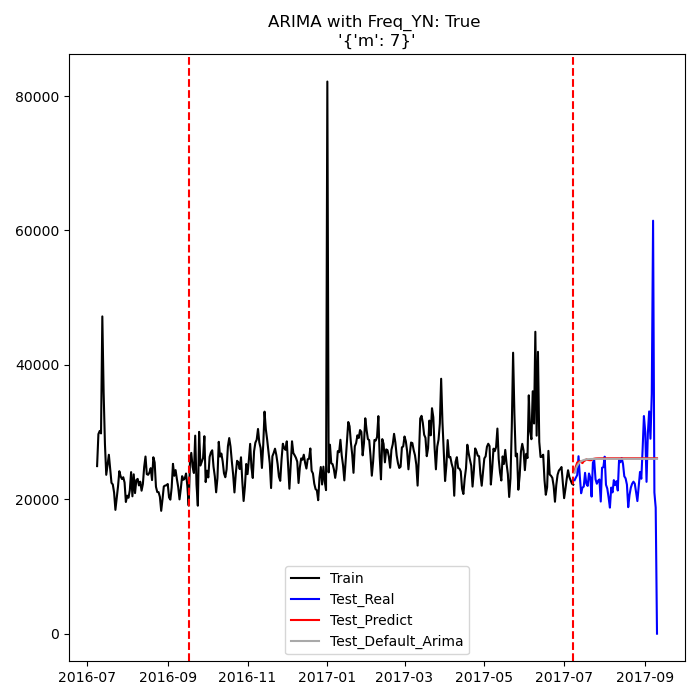 ARIMA with Freq_YN: True
'{'m': 7}'
80000
60000
40000
20000
0
Train
Test_Real
Test_Predict
Test_Default_Arima
2016-07 2016-09 2016-11 2017-01 2017-03 2017-05 2017-07 2017-09